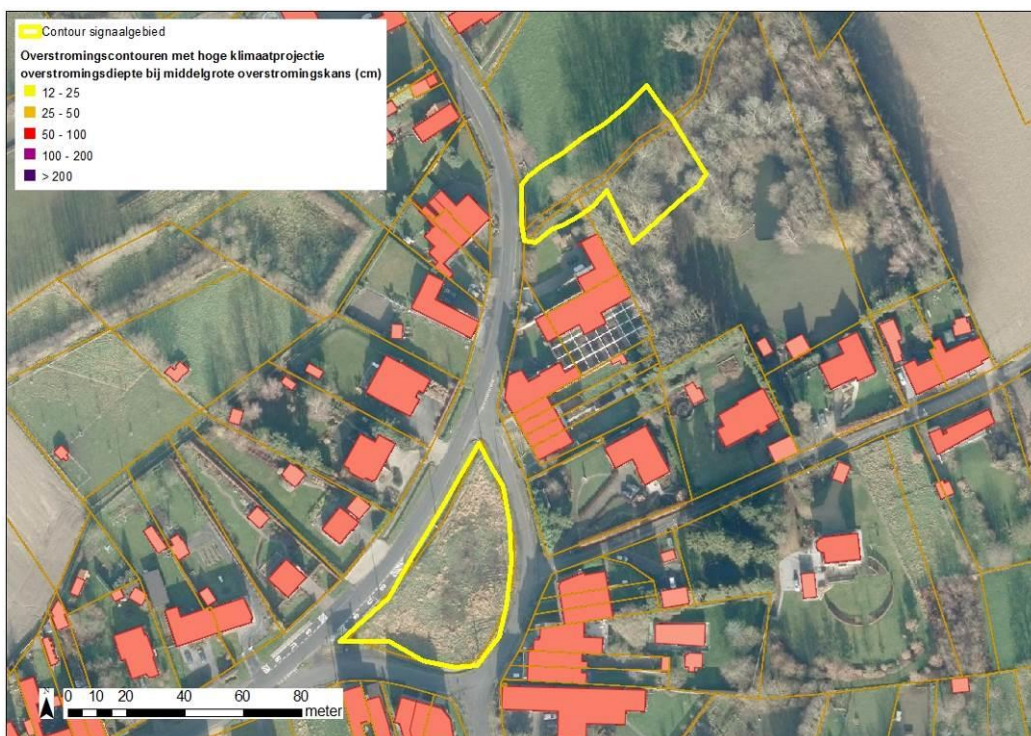 Contour signaalgebied
Overstromingscontouren met hoge klimaatprojectie
overstromingsdiepte bij middelgrote overstromingskans (cm)
12 - 25
25 - 50
50 - 100
100 - 200
> 200
N
0 10 20 40 60 80
meter